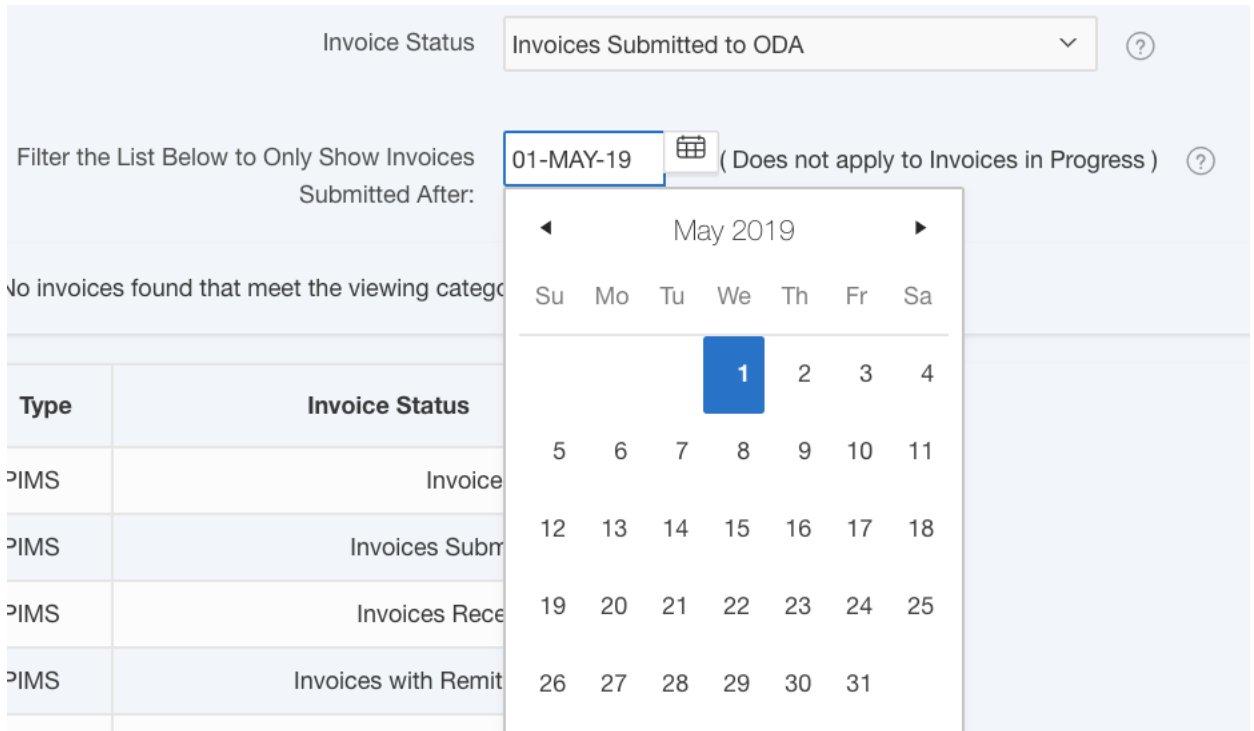 Invoice Status Invoices Submitted to ODA ?
Filter the List Below to Only Show Invoices
Submitted After:
01-MAY-19 ( Does not apply to Invoices in Progress ) ?
May 2019
No invoices found that meet the viewing
Su Mo Tu We Th Fr Sa
1 2 3 4
Type Invoice Status
5 6 7 8 9 10 11
PIMS Invoice
12 13 14 15 16 17 18
PIMS Invoices
19 20 21 22 23 24 25
PIMS Invoices
26 27 28 29 30 31
PIMS Invoices with